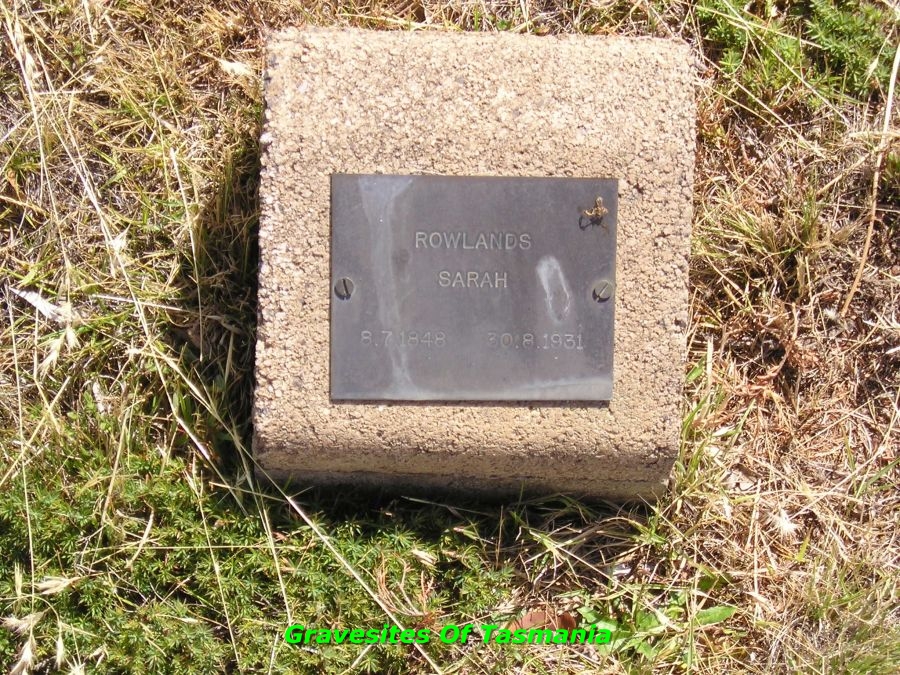 ROWLANDS
SARAH
8.7.1848 30.8.1931
Gravesites Of Tasmania